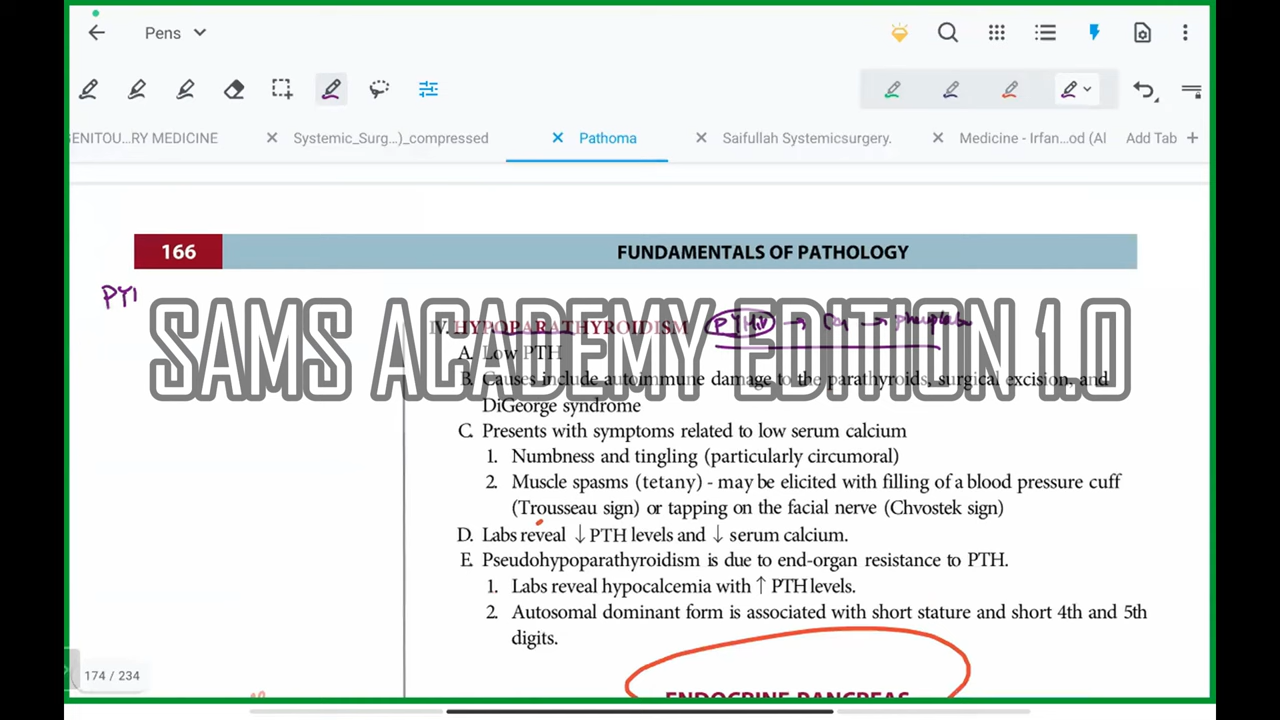 Pens
GENITOU...RY MEDICINE
Systemic_Surg...)_compressed
Pathoma
Saifullah Systemicsurgery.
Medicine - Irfan...od (Al
Add Tab +
166
FUNDAMENTALS OF PATHOLOGY
SAMS ACADEMY EDITION 1.0
IV. HYPOPARATHYROIDISM
A. Low PTH
B. Causes include autoimmune damage to the parathyroids, surgical excision, and
DiGeorge syndrome
C. Presents with symptoms related to low serum calcium
1. Numbness and tingling (particularly circumoral)
2. Muscle spasms (tetany) - may be elicited with filling of a blood pressure cuff
(Trousseau sign) or tapping on the facial nerve (Chvostek sign)
D. Labs reveal ↓ PTH levels and ↓ serum calcium.
E. Pseudohypoparathyroidism is due to end-organ resistance to PTH.
1. Labs reveal hypocalcemia with ↑ PTH levels.
2. Autosomal dominant form is associated with short stature and short 4th and 5th
digits.
174 / 234
ENDOCRINE PANCREAS